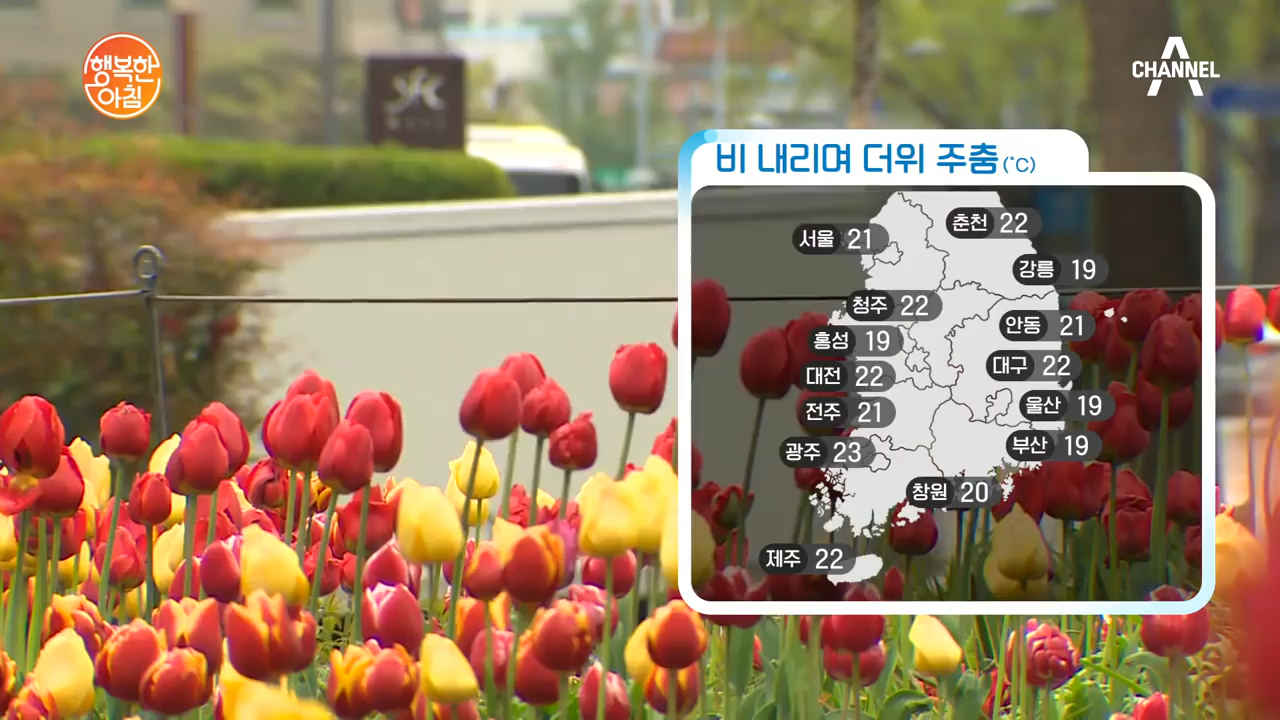 행복한
아침
CHANNEL A
비 내리며 더위 주춤(°C)
춘천 22
서울 21
강릉 19
청주 22
안동 21
홍성 19
대구 22
대전 22
울산 19
전주 21
부산 19
광주 23
창원 20
제주 22